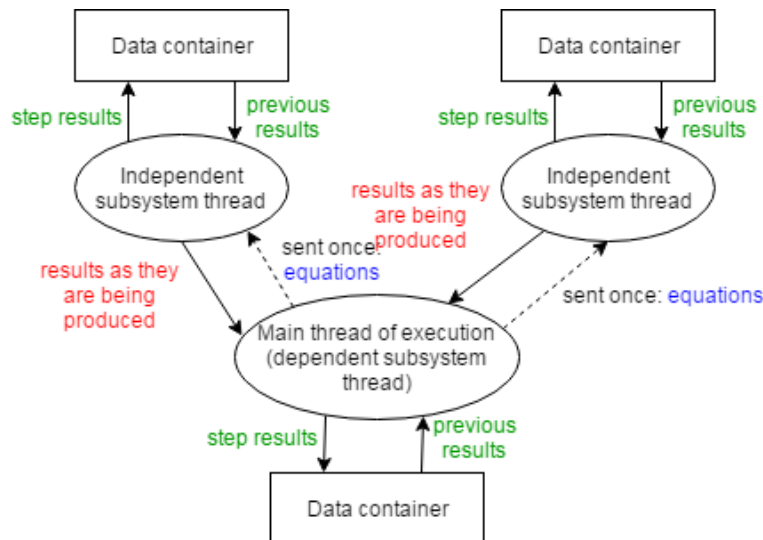 Data container
Data container
step results
previous
results
step results
previous
results
Independent
subsystem thread
Independent
subsystem thread
results as they
are being
produced
sent once:
equations
results as they
are being
produced
sent once: equations
Main thread of execution
(dependent subsystem
thread)
step results
previous
results
Data container